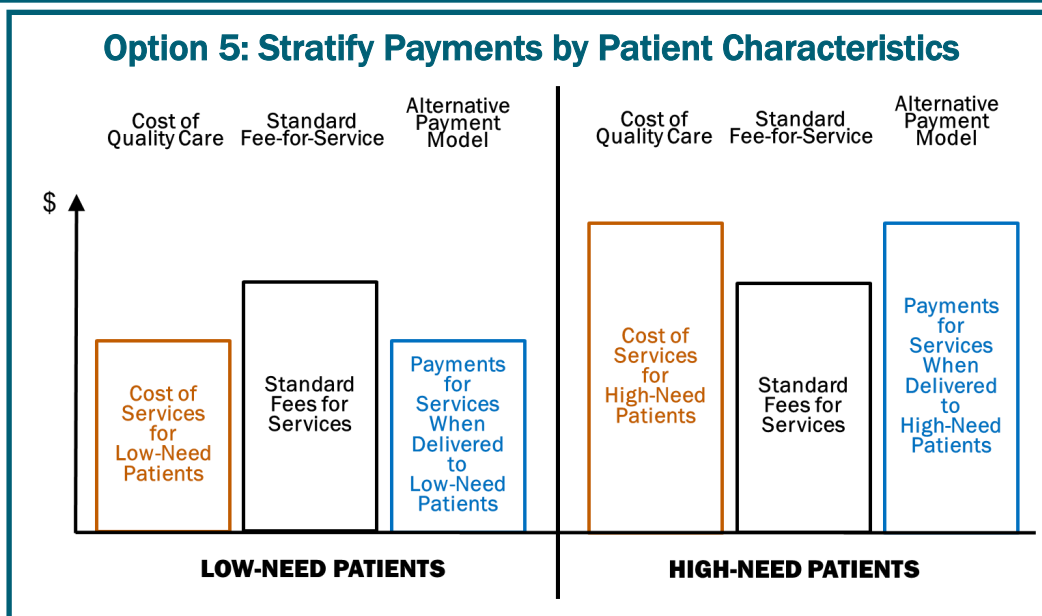 Option 5: Stratify Payments by Patient Characteristics
Cost of
Quality Care
Standard
Fee-for-Service
Alternative
Payment
Model
Cost of
Quality Care
Standard
Fee-for-Service
Alternative
Payment
Model
$
Cost of
Services
for
Low-Need
Patients
Standard
Fees for
Services
Payments
for
Services
When
Delivered
to
Low-Need
Patients
Cost of
Services
for
High-Need
Patients
Standard
Fees for
Services
Payments
for
Services
When
Delivered
to
High-Need
Patients
LOW-NEED PATIENTS
HIGH-NEED PATIENTS